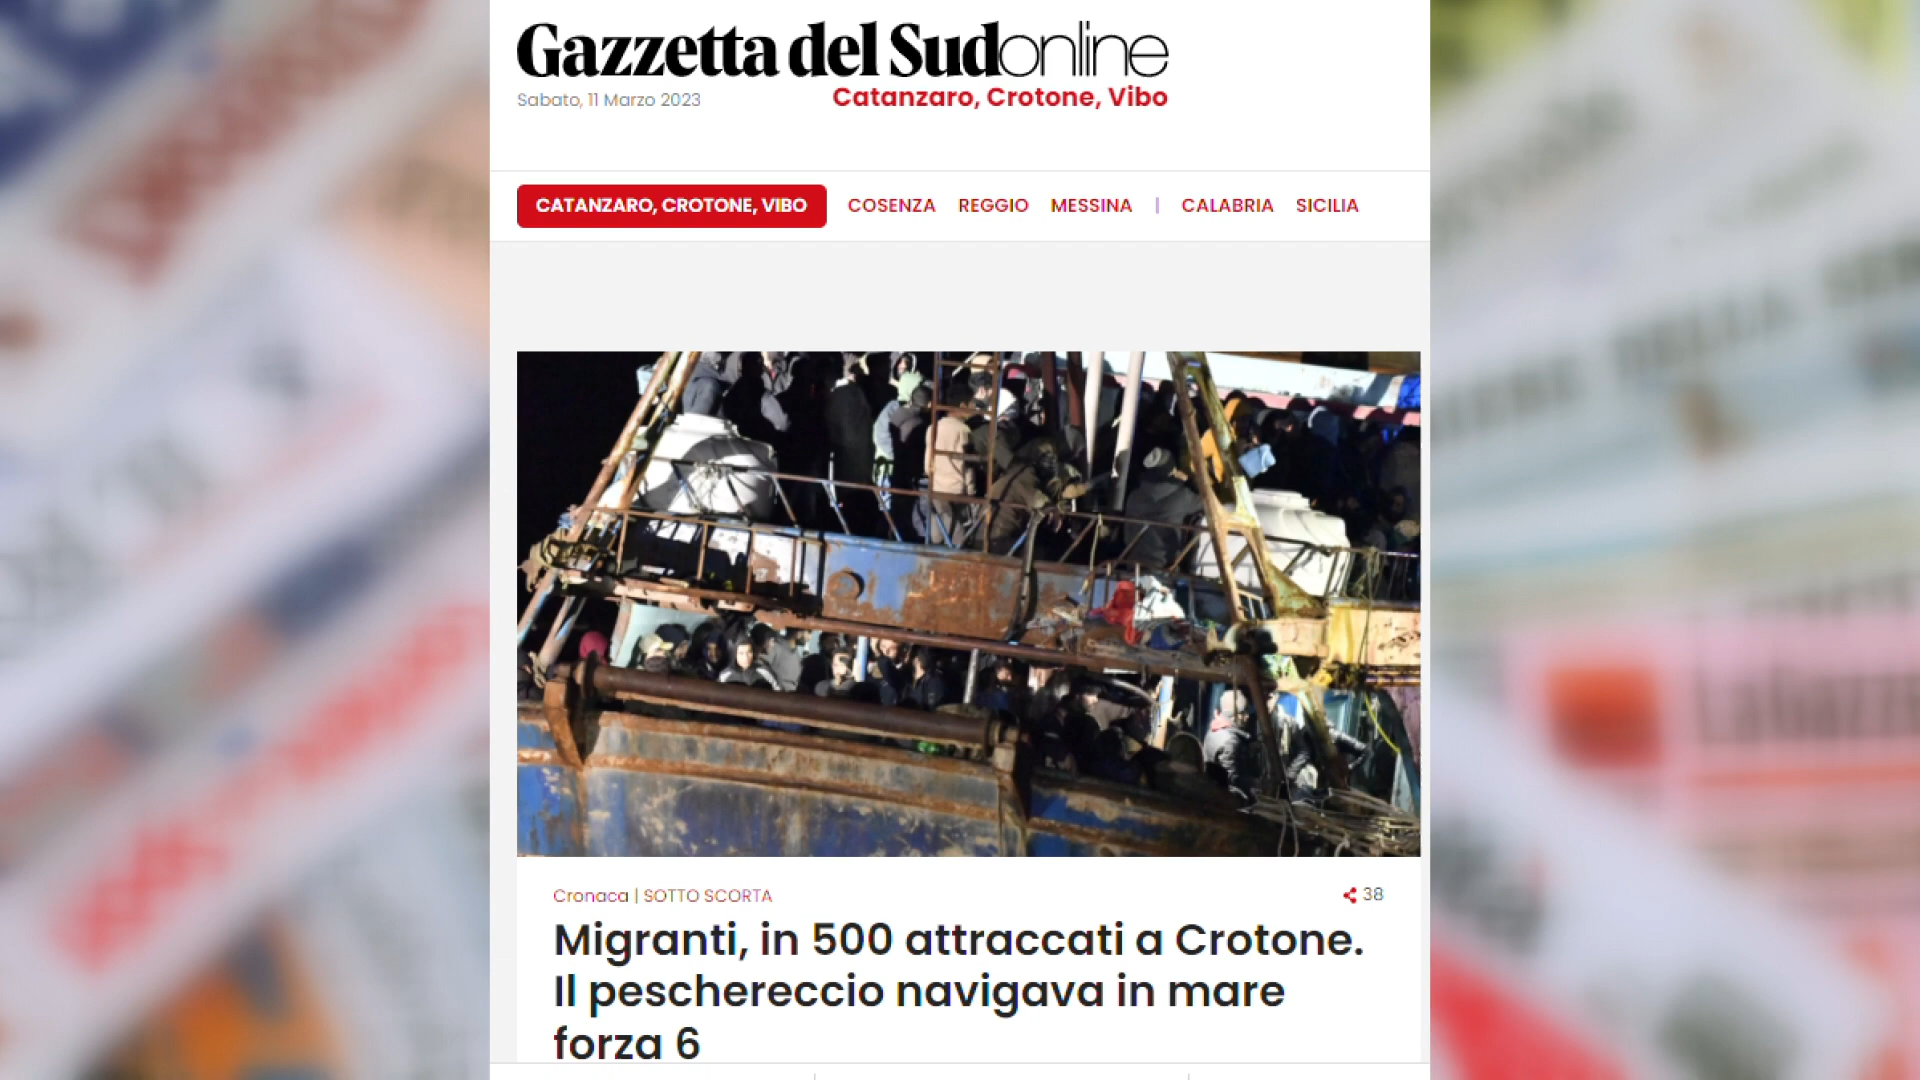 Gazzetta del Sudonline
Sabato, 11 Marzo 2023
Catanzaro, Crotone, Vibo
CATANZARO, CROTONE, VIBO COSENZA REGGIO MESSINA | CALABRIA SICILIA
Cronaca | SOTTO SCORTA
38
Migranti, in 500 attraccati a Crotone.
Il peschereccio navigava in mare
forza 6